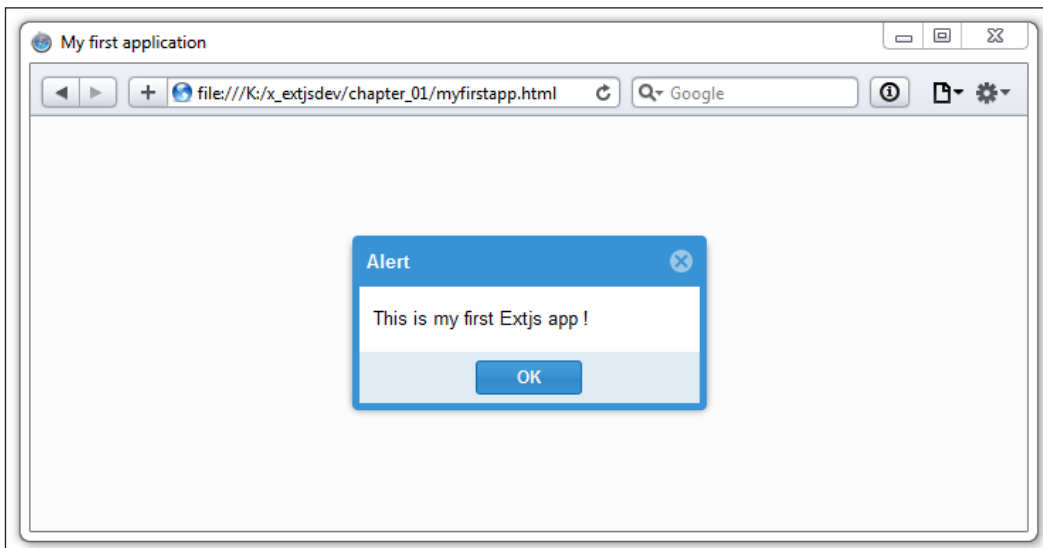 My first application
file:///K:/x_extjsdev/chapter_01/myfirstapp.html
Google
Alert
This is my first Extjs app !
OK